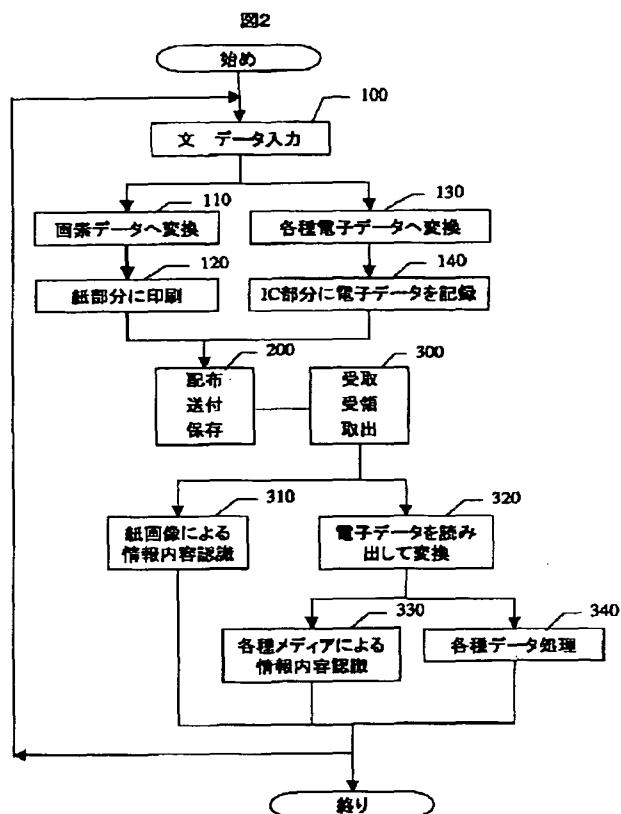 図2
始め
100
文 データ入力
110
130
画素データへ変換
各種電子データへ変換
120
140
紙部分に印刷
IC部分に電子データを記録
200
300
配布
送付
保存
受取
受領
取出
310
320
紙画像による
情報内容認識
電子データを読み
出して変換
330
340
各種メディアによる
情報内容認識
各種データ処理
終り